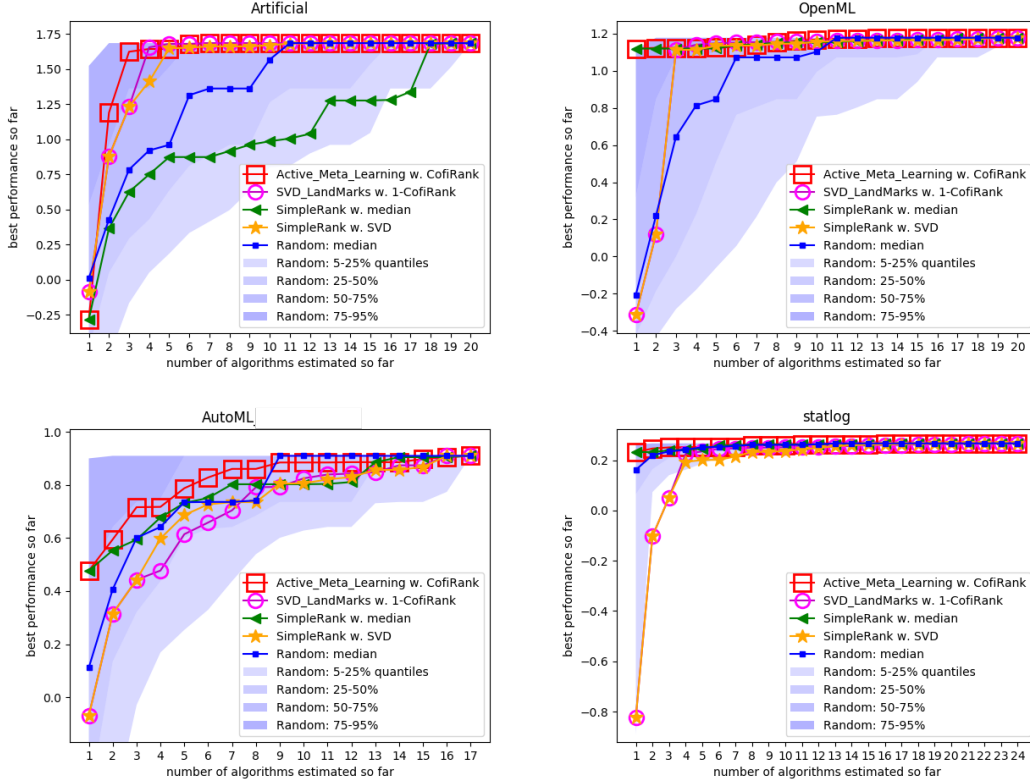 Artificial
best performance so far
1.75
1.50
1.25
1.00
0.75
0.50
0.25
0.00
−0.25
Active_Meta_Learning w. CofiRank
SVD_LandMarks w. 1-CofiRank
SimpleRank w. median
SimpleRank w. SVD
Random: median
Random: 5-25% quantiles
Random: 25-50%
Random: 50-75%
Random: 75-95%
1 2 3 4 5 6 7 8 9 10 11 12 13 14 15 16 17 18 19 20
number of algorithms estimated so far
OpenML
best performance so far
1.2
1.0
0.8
0.6
0.4
0.2
0.0
−0.2
−0.4
Active_Meta_Learning w. CofiRank
SVD_LandMarks w. 1-CofiRank
SimpleRank w. median
SimpleRank w. SVD
Random: median
Random: 5-25% quantiles
Random: 25-50%
Random: 50-75%
Random: 75-95%
1 2 3 4 5 6 7 8 9 10 11 12 13 14 15 16 17 18 19 20
number of algorithms estimated so far
AutoML
best performance so far
1.0
0.8
0.6
0.4
0.2
0.0
Active_Meta_Learning w. CofiRank
SVD_LandMarks w. 1-CofiRank
SimpleRank w. median
SimpleRank w. SVD
Random: median
Random: 5-25% quantiles
Random: 25-50%
Random: 50-75%
Random: 75-95%
1 2 3 4 5 6 7 8 9 10 11 12 13 14 15 16 17
number of algorithms estimated so far
statlog
best performance so far
0.2
0.0
−0.2
−0.4
−0.6
−0.8
Active_Meta_Learning w. CofiRank
SVD_LandMarks w. 1-CofiRank
SimpleRank w. median
SimpleRank w. SVD
Random: median
Random: 5-25% quantiles
Random: 25-50%
Random: 50-75%
Random: 75-95%
1 2 3 4 5 6 7 8 9 10 11 12 13 14 15 16 17 18 19 20 21 22 23 24
number of algorithms estimated so far